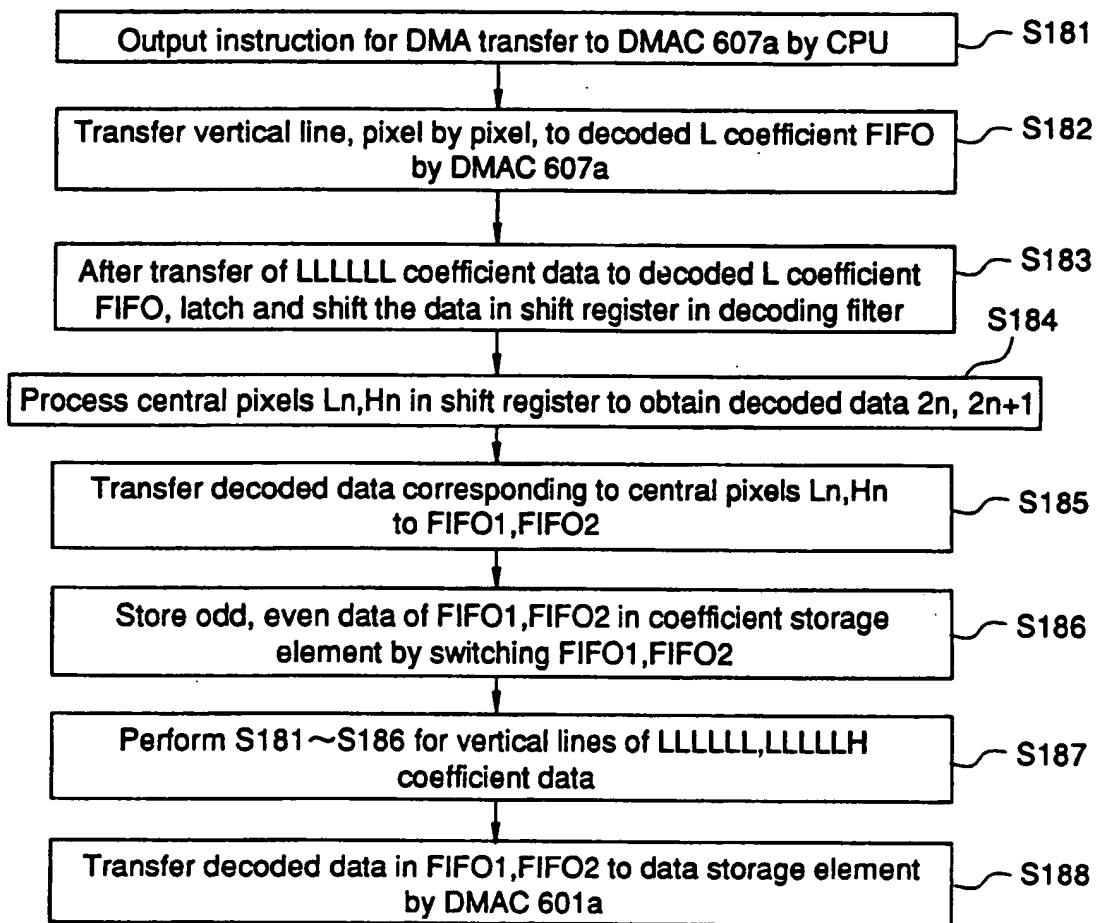 Output instruction for DMA transfer to DMAC 607a by CPU
S181
Transfer vertical line, pixel by pixel, to decoded L coefficient FIFO
by DMAC 607a
S182
After transfer of LLLLLL coefficient data to decoded L coefficient
FIFO, latch and shift the data in shift register in decoding filter
S183
S184
Process central pixels Ln,Hn in shift register to obtain decoded data 2n, 2n+1
Transfer decoded data corresponding to central pixels Ln,Hn
to FIFO1,FIFO2
S185
Store odd, even data of FIFO1,FIFO2 in coefficient storage
element by switching FIFO1,FIFO2
S186
Perform S181~S186 for vertical lines of LLLLLL,LLLLLH
coefficient data
S187
Transfer decoded data in FIFO1,FIFO2 to data storage element
by DMAC 601a
S188